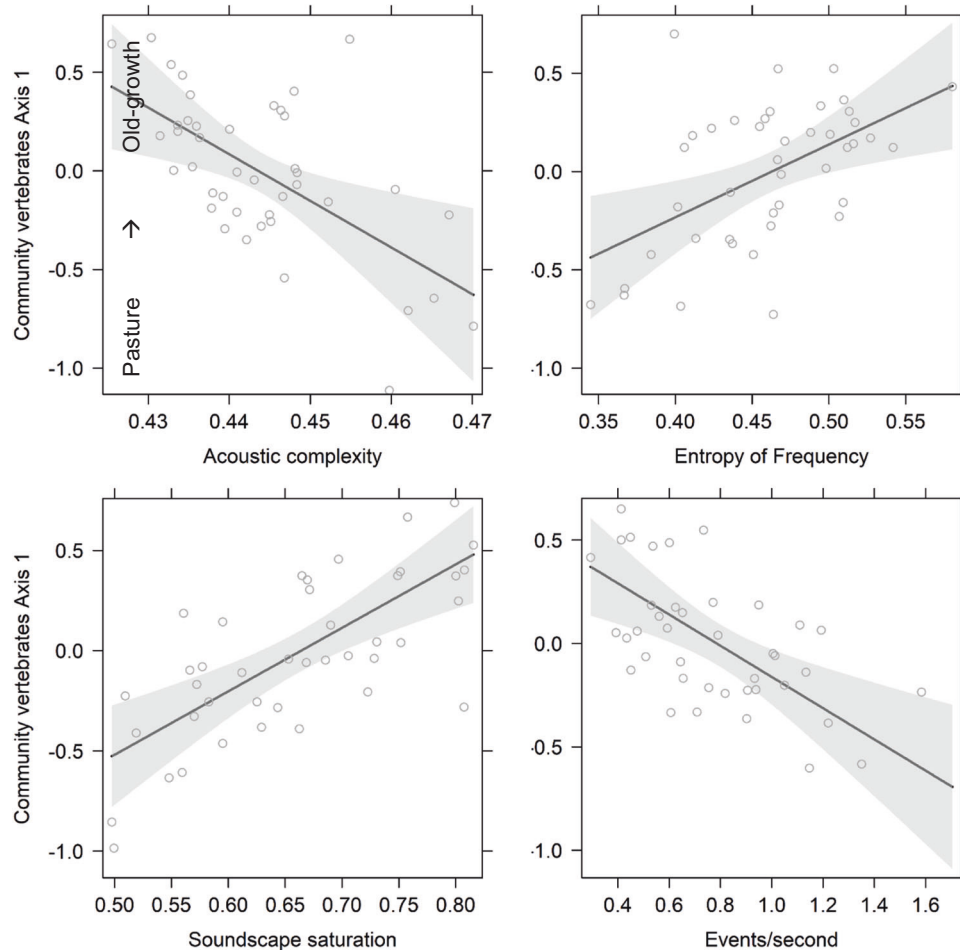 Community vertebrates Axis 1
Old-growth
→
Pasture
0.5
0.0
-0.5
-1.0
0.43 0.44 0.45 0.46 0.47
Acoustic complexity
0.5
0.0
-0.5
·1.0
0.35 0.40 0.45 0.50 0.55
Entropy of Frequency
Community vertebrates Axis 1
0.5
0.0
-0.5
-1.0
0.50 0.55 0.60 0.65 0.70 0.75 0.80
Soundscape saturation
0.5
0.0
-0.5
·1.0
0.4 0.6 0.8 1.0 1.2 1.4 1.6
Events/second